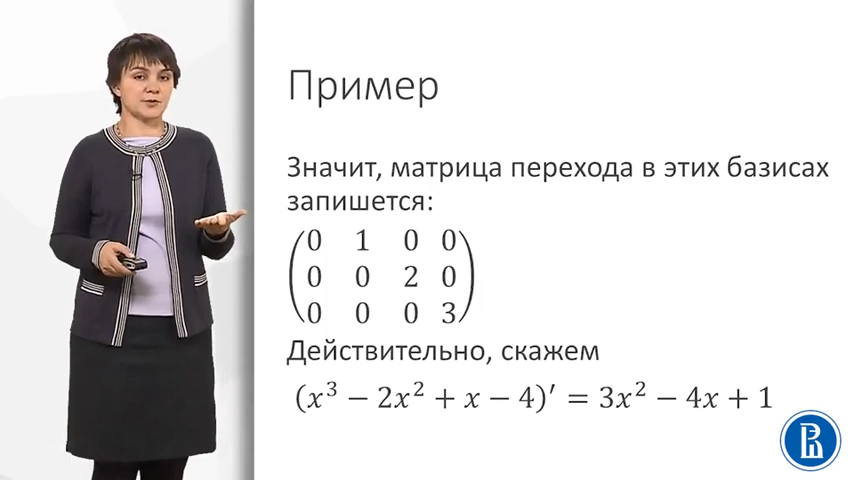 Пример
Значит, матрица перехода в этих базисах
запишется:
(0 1 0 0
0 0 2 0
0 0 0 3)
Действительно, скажем
(x³ − 2x² + x − 4)′ = 3x² − 4x + 1